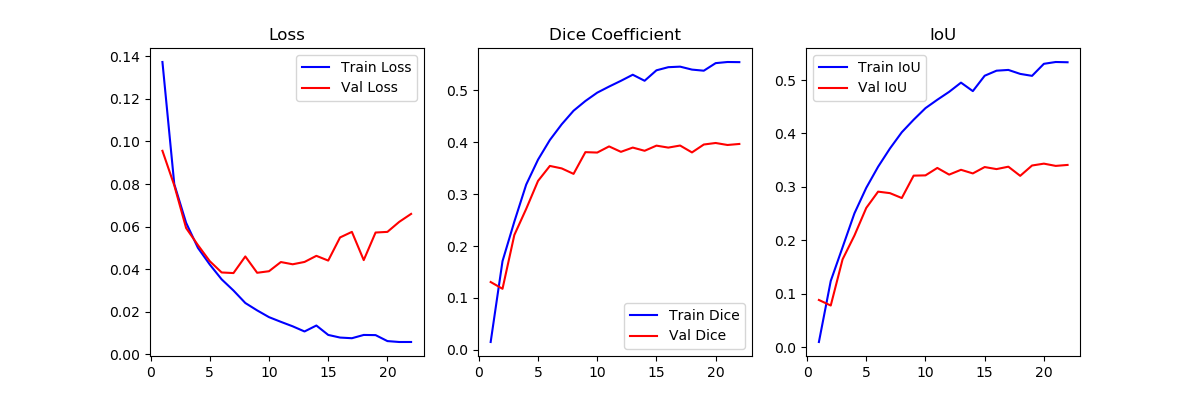 Loss
0.14
0.12
0.10
0.08
0.06
0.04
0.02
0.00
0 5 10 15 20
Train Loss
Val Loss
Dice Coefficient
0.5
0.4
0.3
0.2
0.1
0.0
0 5 10 15 20
Train Dice
Val Dice
IoU
0.5
0.4
0.3
0.2
0.1
0.0
0 5 10 15 20
Train IoU
Val IoU